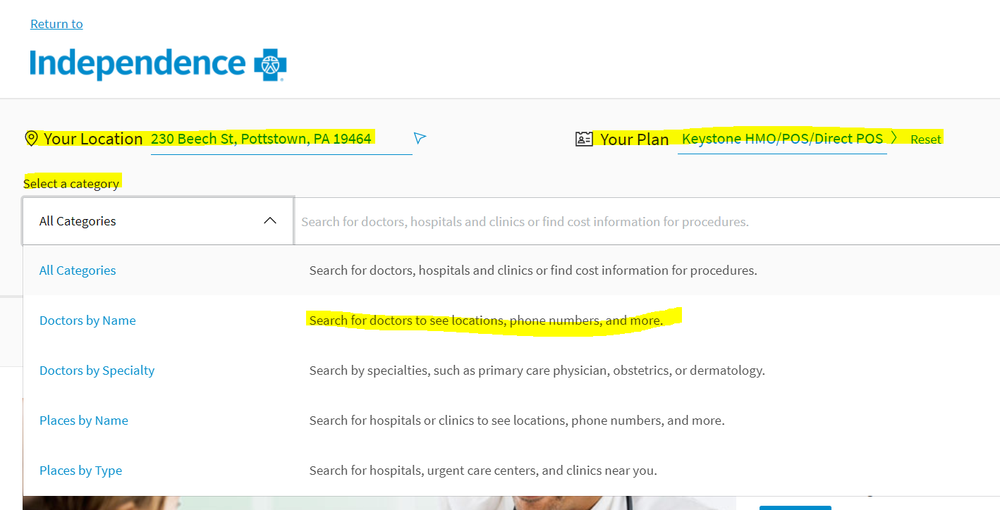 Return to
Independence
Your Location 230 Beech St, Pottstown, PA 19464 Your Plan Keystone HMO/POS/Direct POS Reset
Select a category
All Categories Search for doctors, hospitals and clinics or find cost information for procedures.
All Categories Search for doctors, hospitals and clinics or find cost information for procedures.
Doctors by Name Search for doctors to see locations, phone numbers, and more.
Doctors by Specialty Search by specialties, such as primary care physician, obstetrics, or dermatology.
Places by Name Search for hospitals or clinics to see locations, phone numbers, and more.
Places by Type Search for hospitals, urgent care centers, and clinics near you.